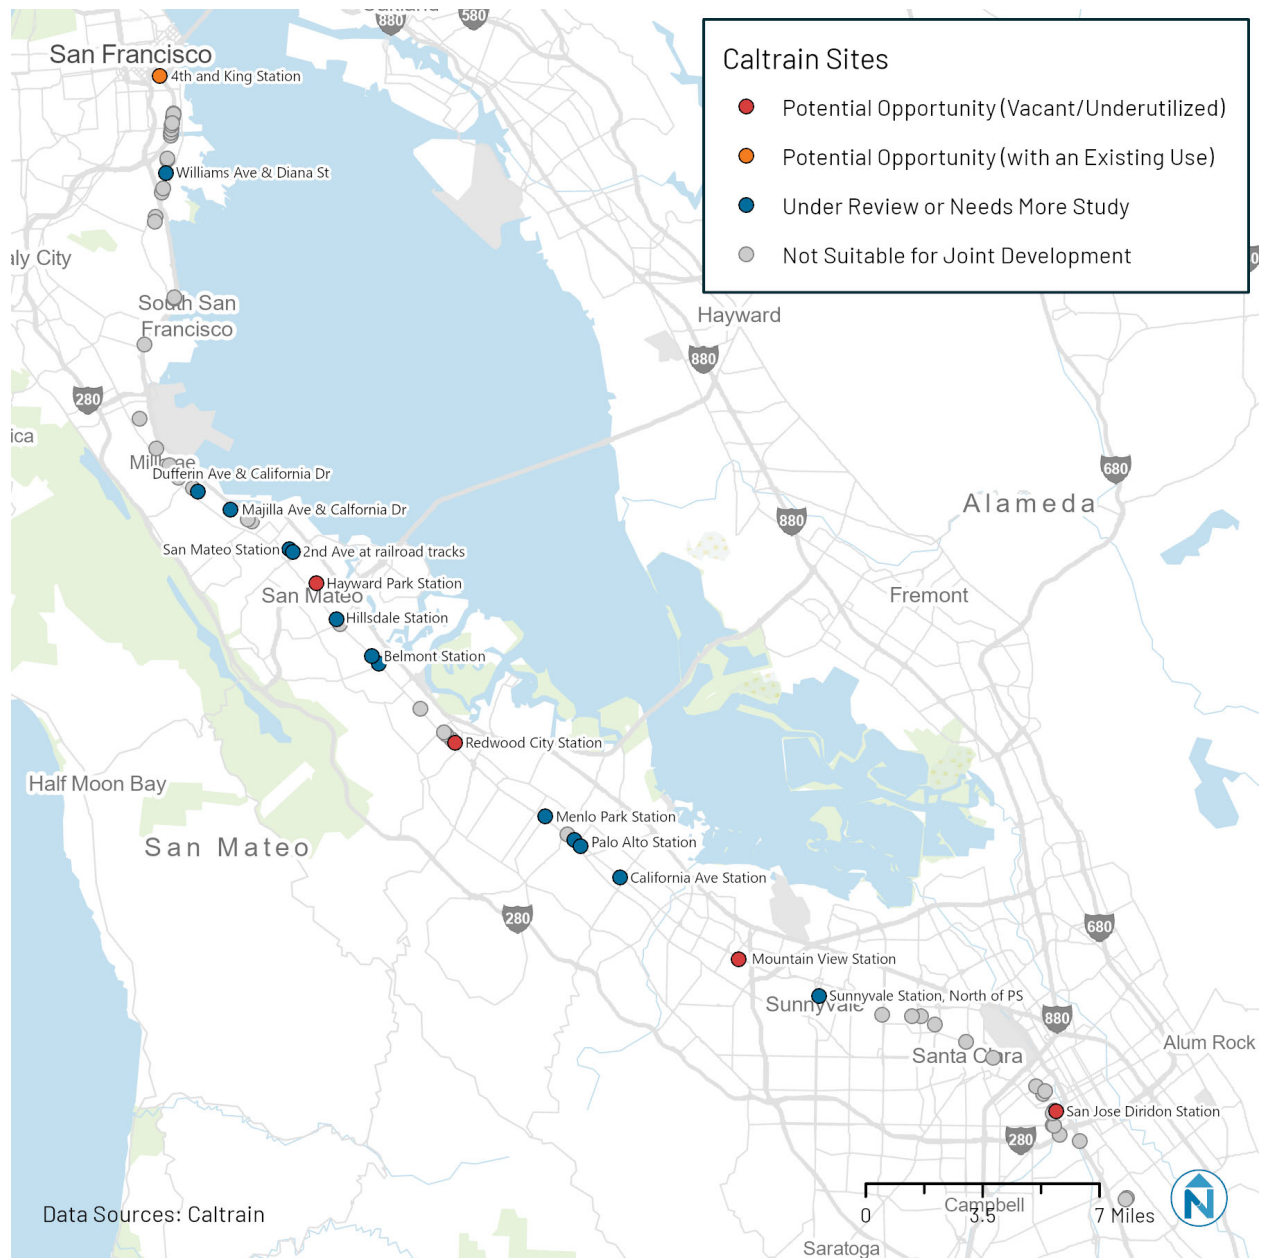 Oakland
880
580
San Francisco
4th and King Station
Caltrain Sites
Potential Opportunity (Vacant/Underutilized)
Potential Opportunity (with an Existing Use)
Under Review or Needs More Study
Not Suitable for Joint Development
Williams Ave & Diana St
aly City
South San
Francisco
Hayward
880
280
ica
Millbrae
Dufferin Ave & California Dr
680
Majilla Ave & Calfornia Dr
Alameda
880
San Mateo Station
2nd Ave at railroad tracks
Hayward Park Station
San Mateo
Fremont
Hillsdale Station
Belmont Station
Redwood City Station
Half Moon Bay
Menlo Park Station
San Mateo
Palo Alto Station
California Ave Station
280
680
Mountain View Station
Sunnyvale Station, North of PS
Sunnyvale
880
Santa Clara
Alum Rock
San Jose Diridon Station
280
Campbell
0 3.5 7 Miles
N
Data Sources: Caltrain
Saratoga